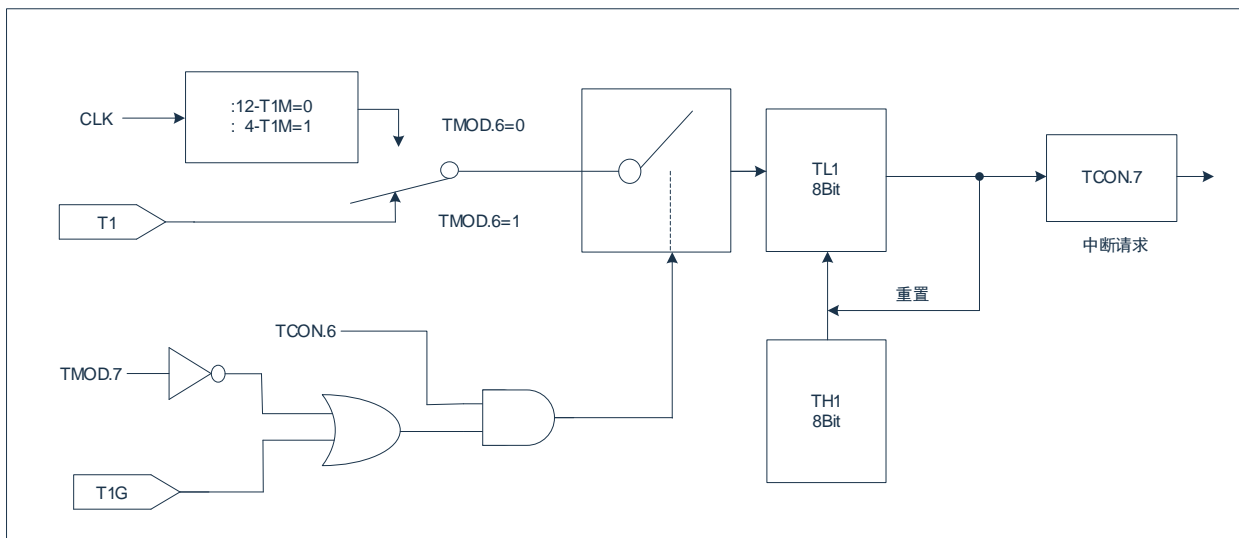 :12-T1M=0
: 4-T1M=1
CLK
TMOD.6=0
T1
TMOD.6=1
TL1
8Bit
TCON.7
中断请求
重置
TCON.6
TMOD.7
TH1
8Bit
T1G